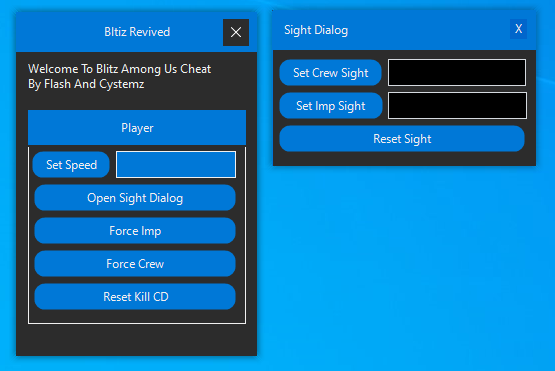 Bltiz Revived
Welcome To Blitz Among Us Cheat
By Flash And Cystemz
Player
Set Speed
Open Sight Dialog
Force Imp
Force Crew
Reset Kill CD
Sight Dialog
X
Set Crew Sight
Set Imp Sight
Reset Sight